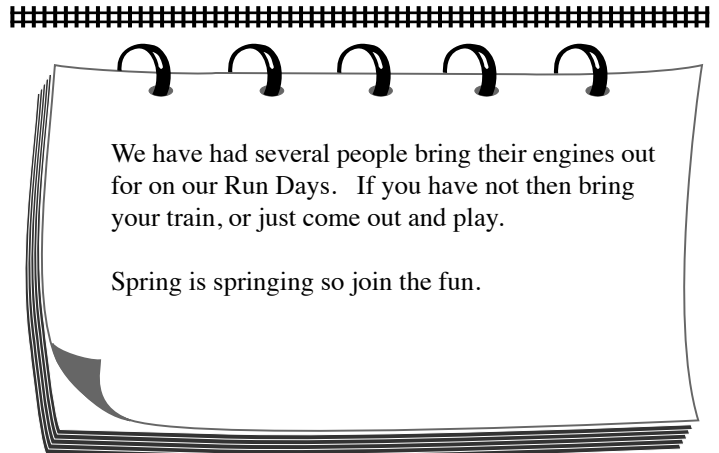 We have had several people bring their engines out
for on our Run Days.   If you have not then bring
your train, or just come out and play.

Spring is springing so join the fun.